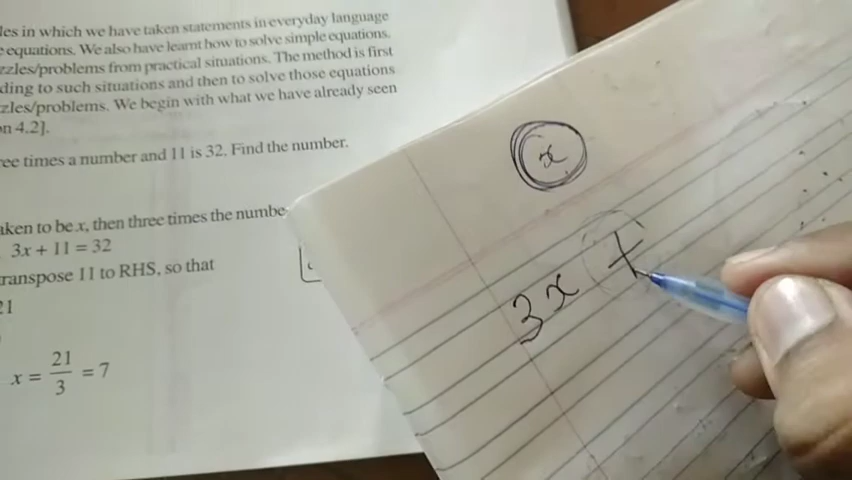 les in which we have taken statements in everyday language
equations. We also have learnt how to solve simple equations.
zzles/problems from practical situations. The method is first
ding to such situations and then to solve those equations
zles/problems. We begin with what we have already seen
n 4.2].
ree times a number and 11 is 32. Find the number.
aken to be x, then three times the numbe
3x + 11 = 32
ranspose 11 to RHS, so that
21
x = 21/3 = 7
x
3x +